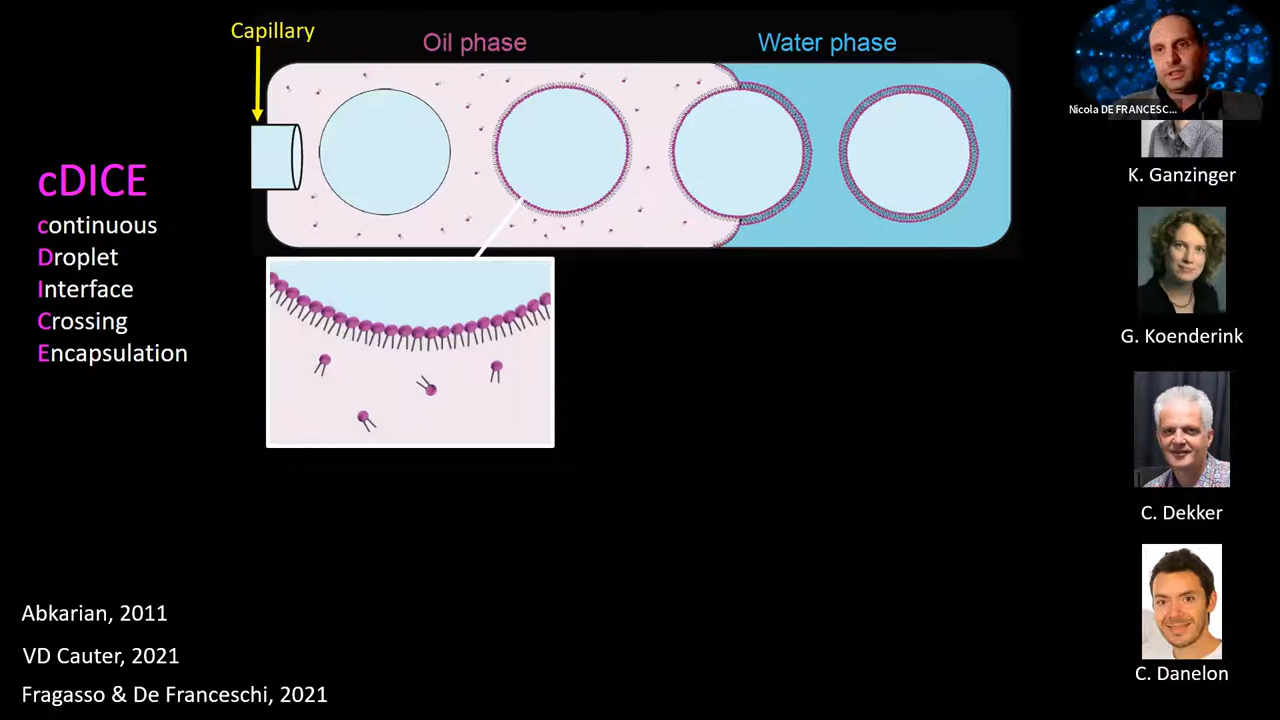 Capillary
Oil phase
Water phase
Nicola DE FRANCESC...
cDICE
continuous
Droplet
Interface
Crossing
Encapsulation
K. Ganzinger
G. Koenderink
C. Dekker
C. Danelon
Abkarian, 2011
VD Cauter, 2021
Fragasso & De Franceschi, 2021